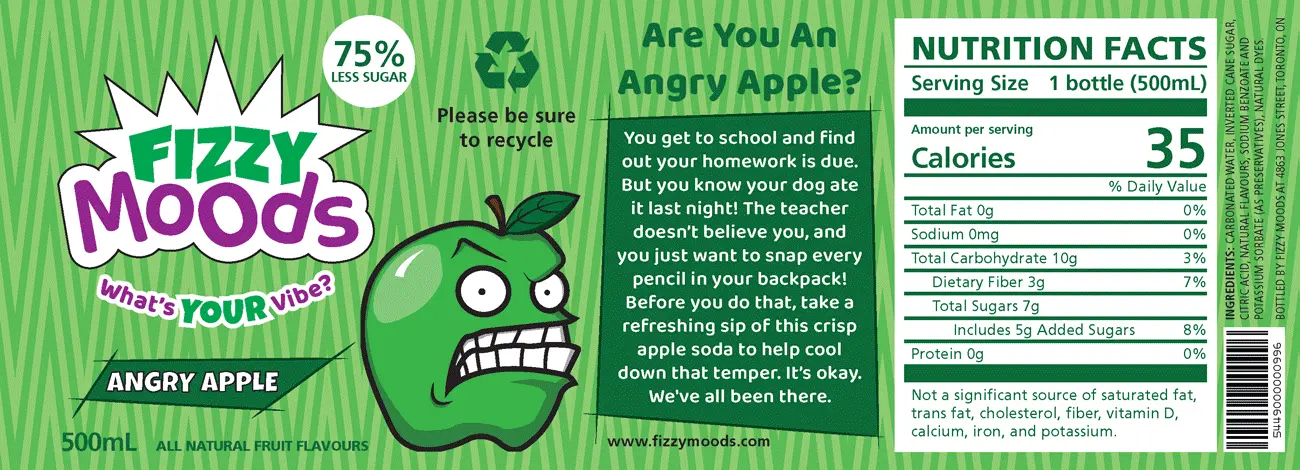 75%
LESS SUGAR
FIZZY
MOODS
What's YOUR Vibe?
ANGRY APPLE
500mL
ALL NATURAL FRUIT FLAVOURS
Please be sure
to recycle
Are You An
Angry Apple?
You get to school and find
out your homework is due.
But you know your dog ate
it last night! The teacher
doesn't believe you, and
you just want to snap every
pencil in your backpack!
Before you do that, take a
refreshing sip of this crisp
apple soda to help cool
down that temper. It's okay.
We've all been there.
www.fizzymoods.com
NUTRITION FACTS
Serving Size 1 bottle (500mL)
Amount per serving
Calories 35
% Daily Value
Total Fat 0g 0%
Sodium 0mg 0%
Total Carbohydrate 10g 3%
Dietary Fiber 3g 7%
Total Sugars 7g
Includes 5g Added Sugars 8%
Protein 0g 0%
Not a significant source of saturated fat,
trans fat, cholesterol, fiber, vitamin D,
calcium, iron, and potassium.
INGREDIENTS: CARBONATED WATER, INVERTED CANE SUGAR,
CITRIC ACID, NATURAL FLAVOURS, SODIUM BENZOATE AND
POTASSIUM SORBATE (AS PRESERVATIVES), NATURAL DYES.
BOTTLED BY FIZZY MOODS AT 4863 JONES STREET, TORONTO, ON
5449000000996